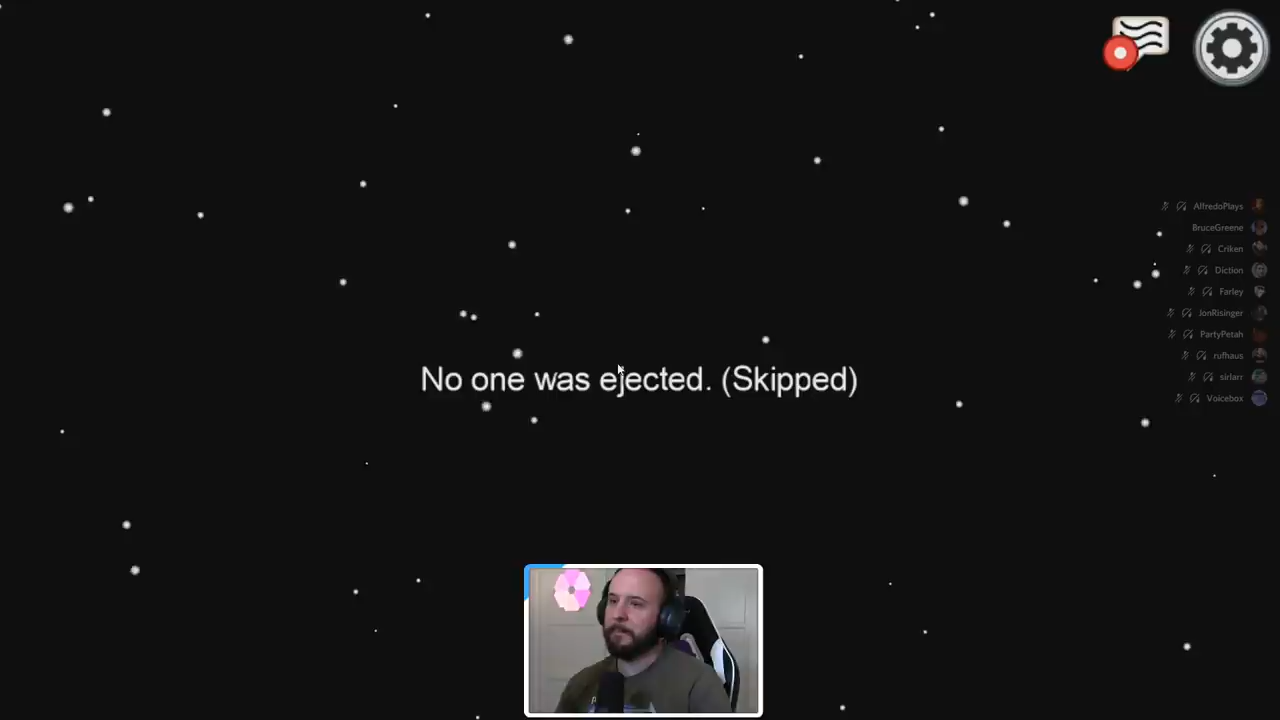 AlfredoPlays
BruceGreene
Criken
Diction
Farley
JonRisinger
PartyPetah
rufhaus
No one was ejected. (Skipped)
sirlarr
Voicebox